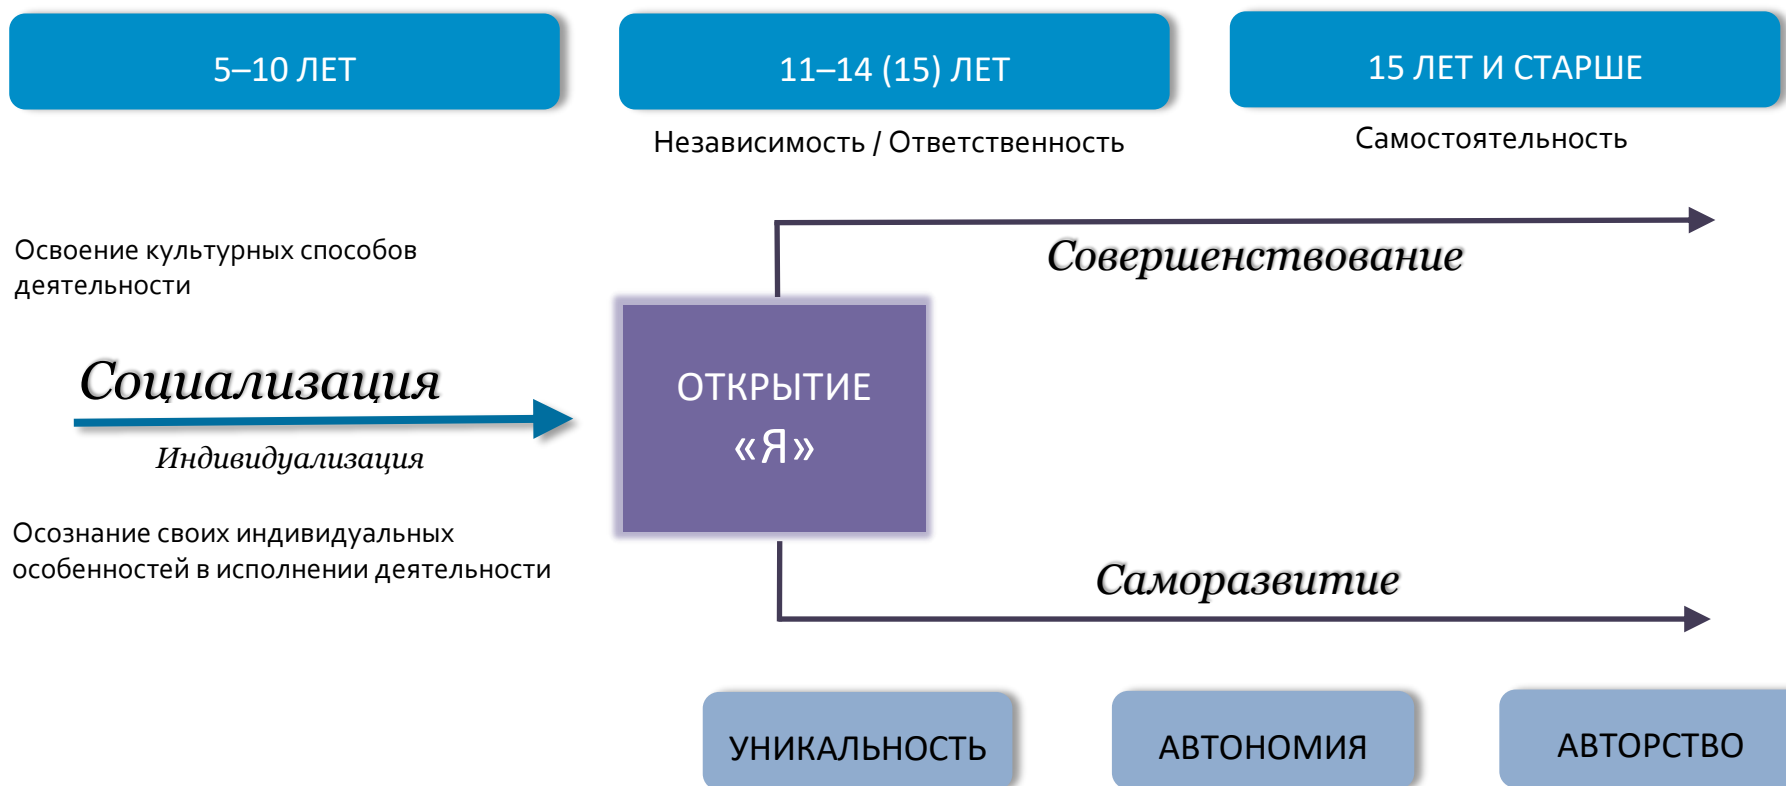 5–10 ЛЕТ
11–14 (15) ЛЕТ
15 ЛЕТ И СТАРШЕ
Независимость / Ответственность
Самостоятельность
Освоение культурных способов
деятельности
Совершенствование
Социализация
Индивидуализация
ОТКРЫТИЕ
«Я»
Осознание своих индивидуальных
особенностей в исполнении деятельности
Саморазвитие
УНИКАЛЬНОСТЬ
АВТОНОМИЯ
АВТОРСТВО